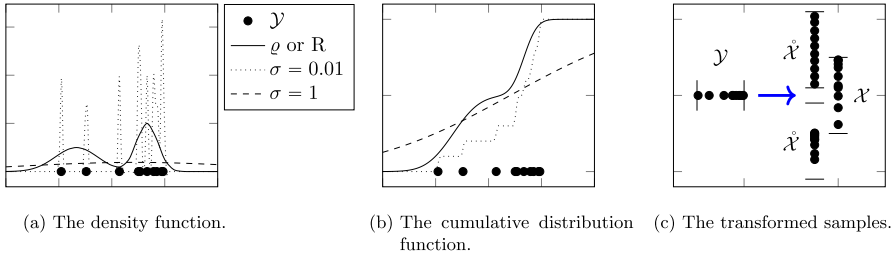 𝒴
ϱ or R
σ = 0.01
σ = 1
𝒴
𝒳̊
𝒳
𝒳̊
(a) The density function.
(b) The cumulative distribution
function.
(c) The transformed samples.